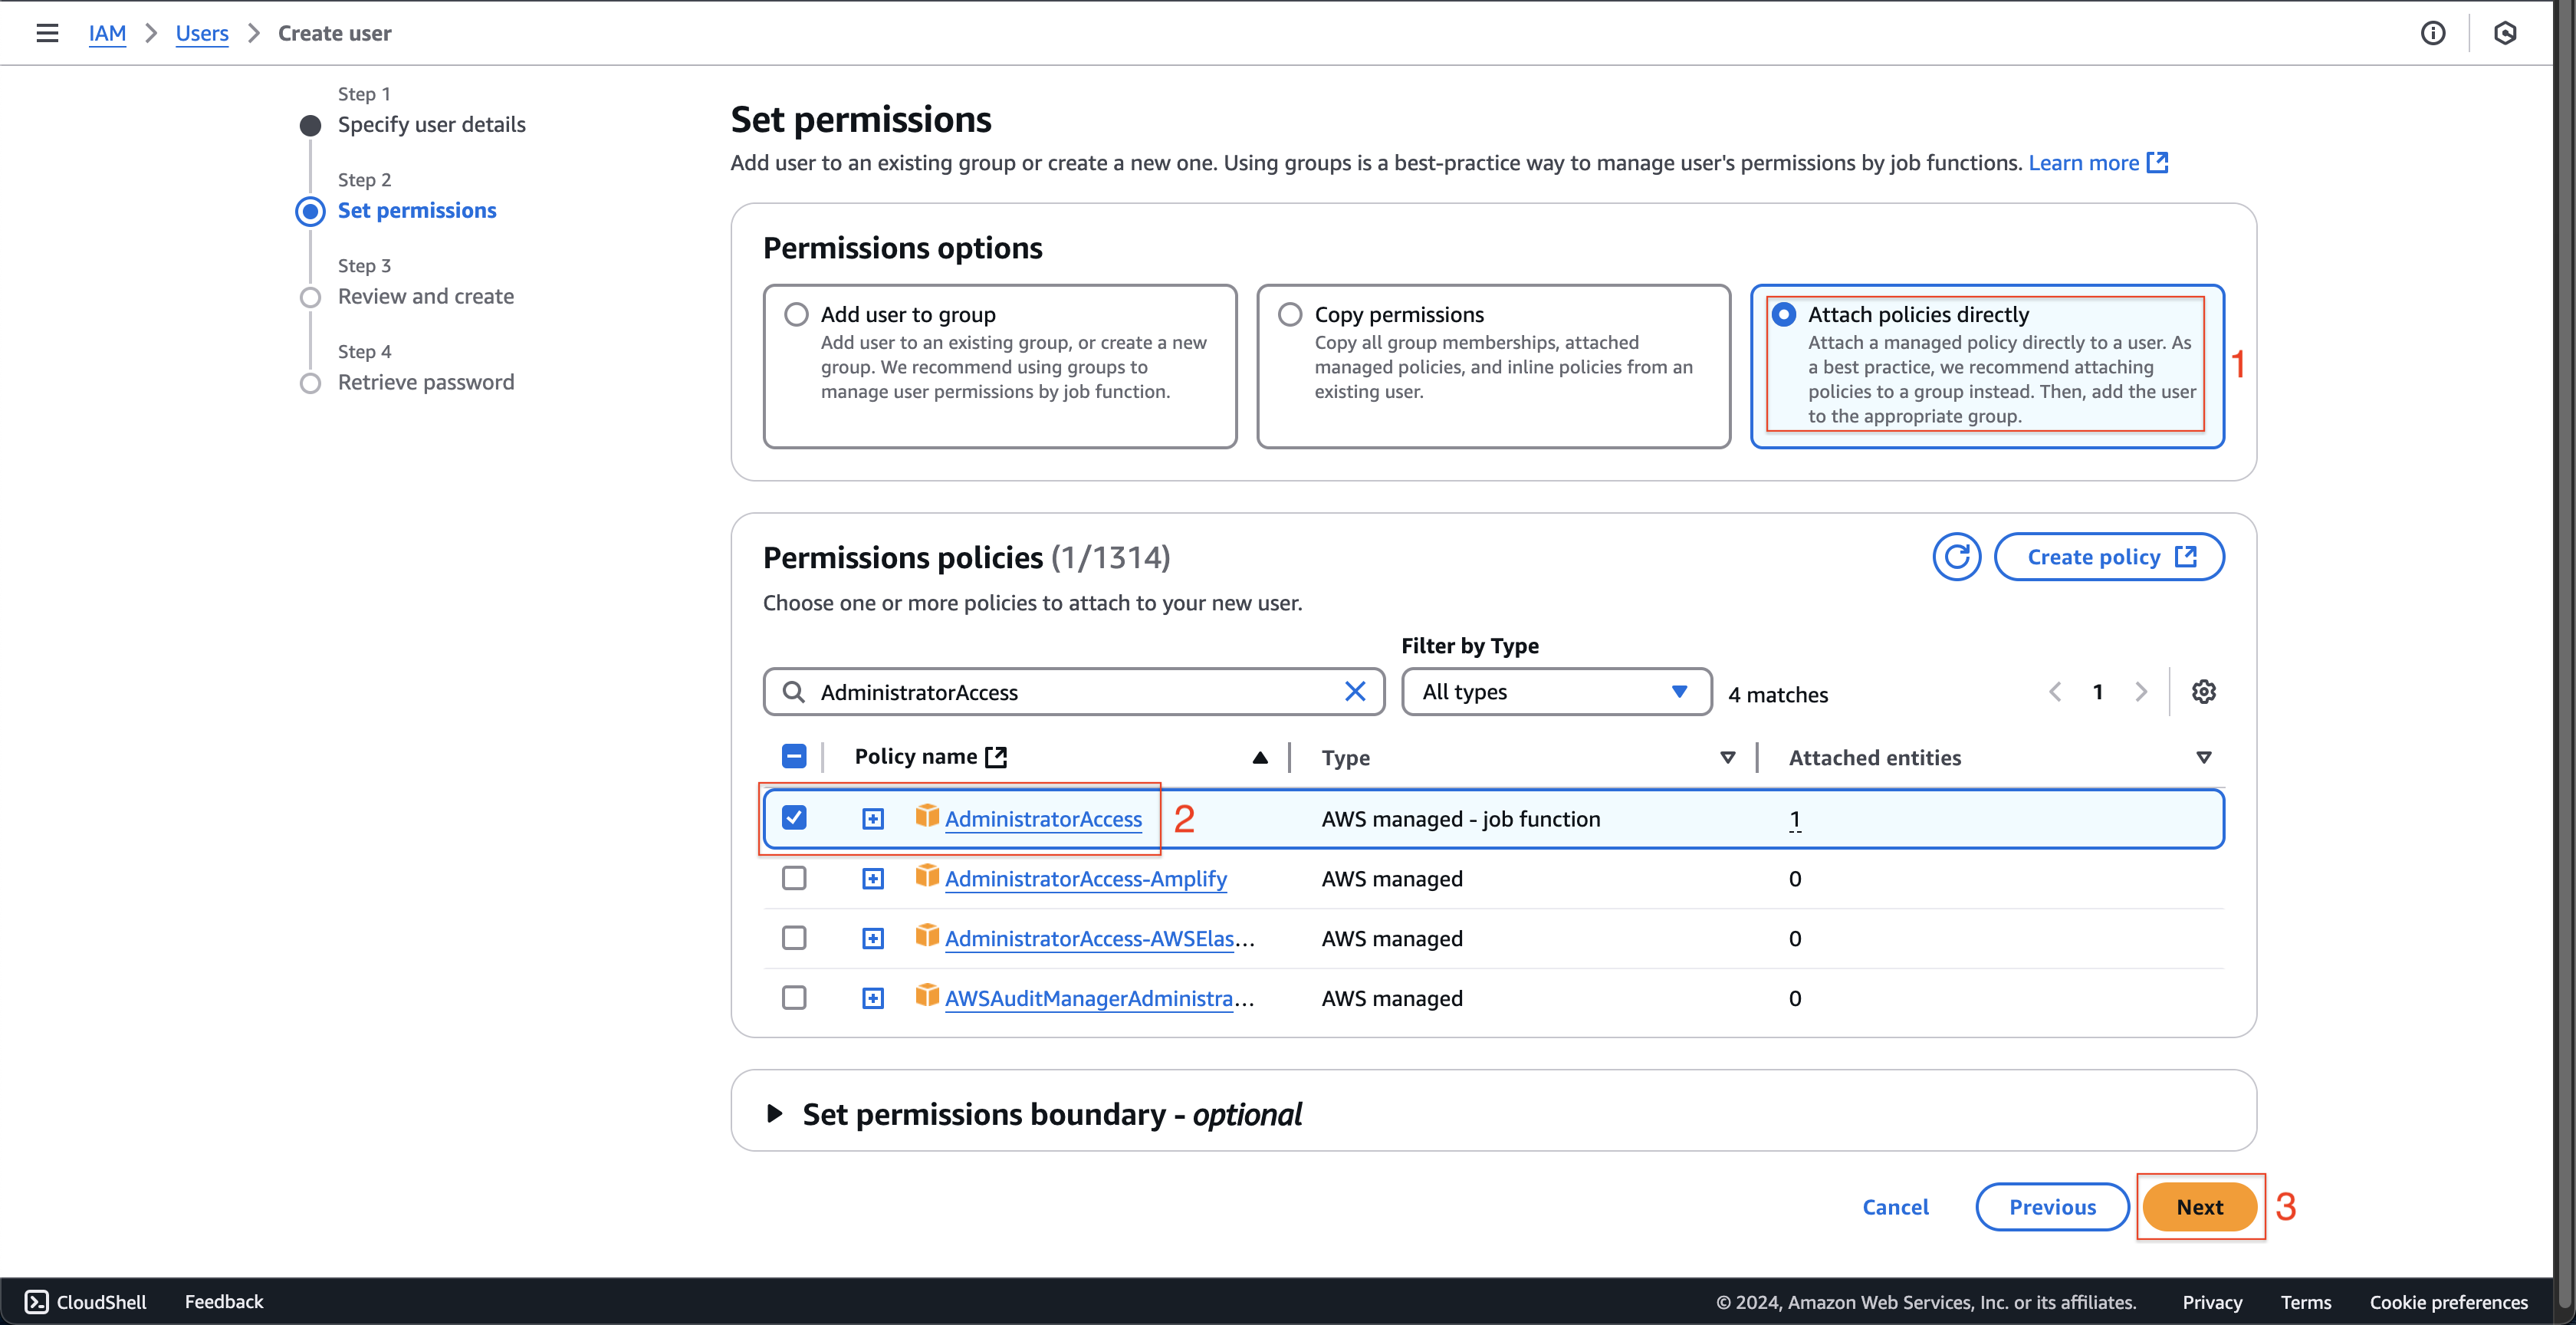 IAM > Users > Create user
Step 1
Specify user details
Step 2
Set permissions
Step 3
Review and create
Step 4
Retrieve password
Set permissions
Add user to an existing group or create a new one. Using groups is a best-practice way to manage user's permissions by job functions. Learn more
Permissions options
Add user to group
Add user to an existing group, or create a new
group. We recommend using groups to
manage user permissions by job function.
Copy permissions
Copy all group memberships, attached
managed policies, and inline policies from an
existing user.
Attach policies directly
Attach a managed policy directly to a user. As
a best practice, we recommend attaching
policies to a group instead. Then, add the user
to the appropriate group.
1
Permissions policies (1/1314)
Create policy
Choose one or more policies to attach to your new user.
Filter by Type
AdministratorAccess
All types
4 matches
1
Policy name Type Attached entities
AdministratorAccess 2 AWS managed - job function 1
AdministratorAccess-Amplify AWS managed 0
AdministratorAccess-AWSElas... AWS managed 0
AWSAuditManagerAdministra... AWS managed 0
Set permissions boundary - optional
Cancel Previous Next 3
CloudShell Feedback © 2024, Amazon Web Services, Inc. or its affiliates. Privacy Terms Cookie preferences